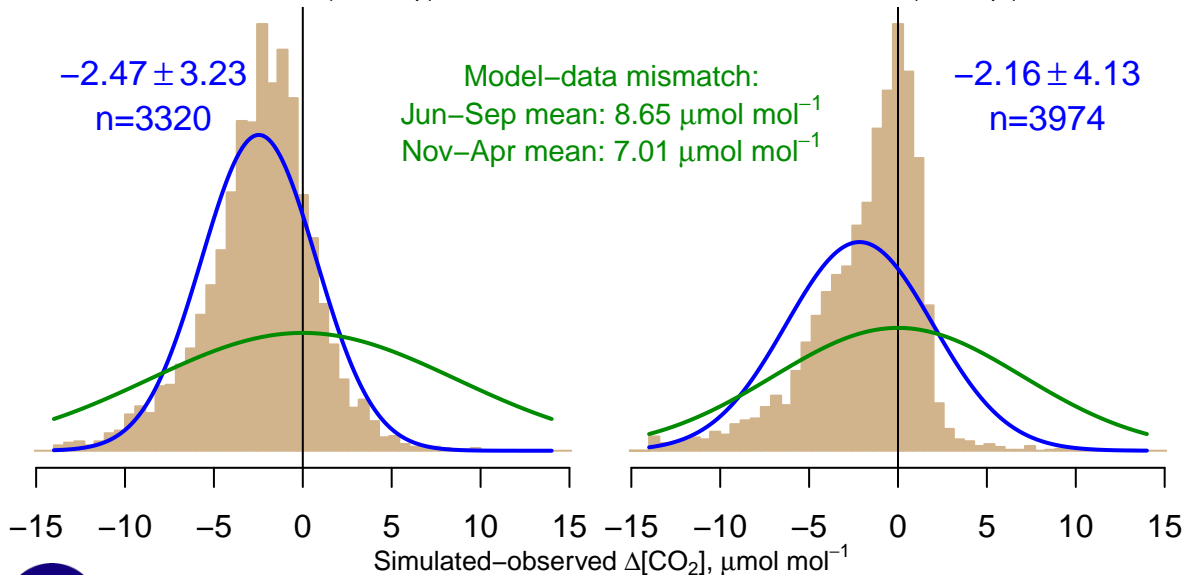 −2.47 ± 3.23
n=3320
Model−data mismatch:
Jun−Sep mean: 8.65 μmol mol⁻¹
Nov−Apr mean: 7.01 μmol mol⁻¹
−2.16 ± 4.13
n=3974
−15 −10 −5 0 5 10 15
−15 −10 −5 0 5 10 15
Simulated−observed Δ[CO₂], μmol mol⁻¹